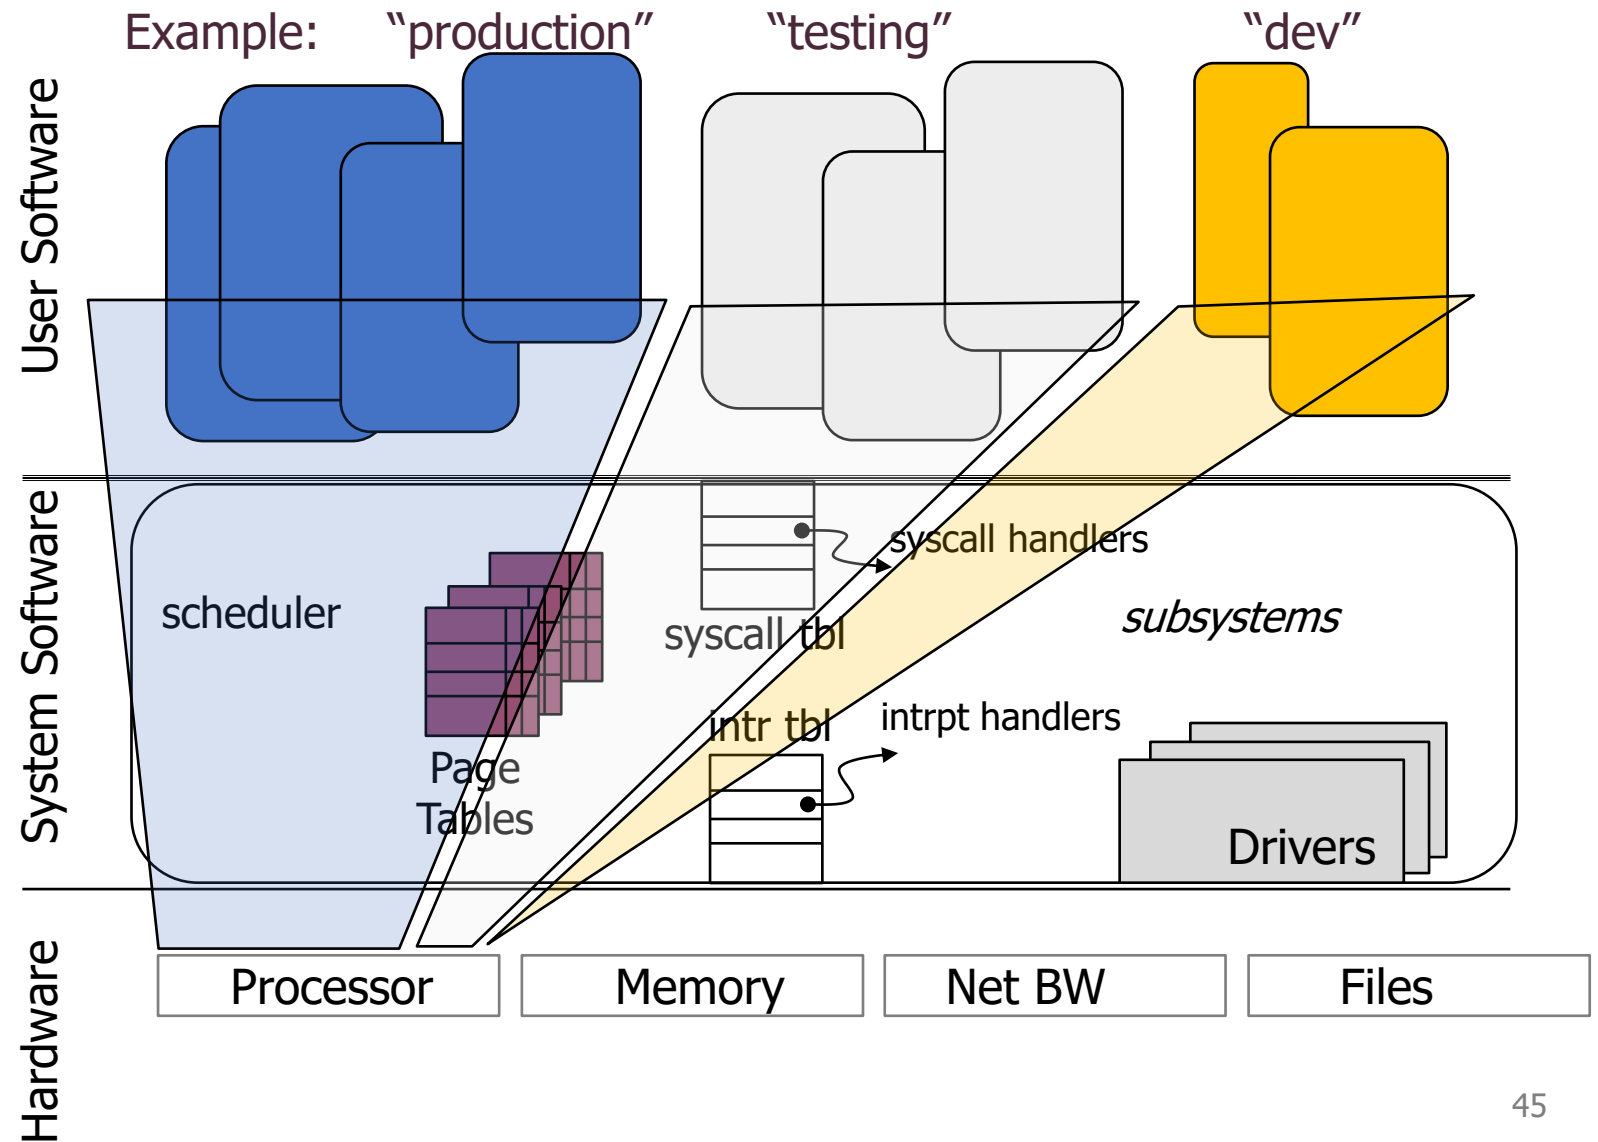 Example: “production” “testing” “dev”
User Software
System Software
syscall handlers
scheduler
subsystems
syscall tbl
intr tbl
intrpt handlers
Page
Tables
Drivers
Hardware
Processor
Memory
Net BW
Files
45